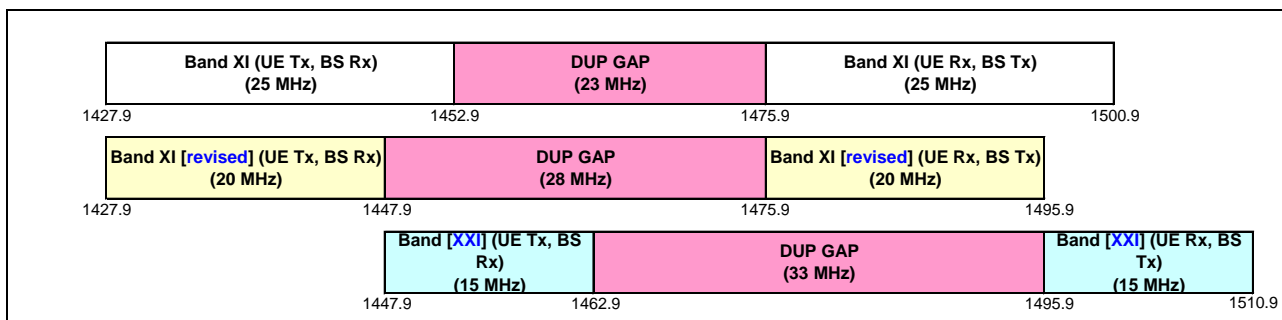 Band XI (UE Tx, BS Rx)
(25 MHz)
DUP GAP
(23 MHz)
Band XI (UE Rx, BS Tx)
(25 MHz)
1427.9
1452.9
1475.9
1500.9
Band XI [revised] (UE Tx, BS Rx)
(20 MHz)
DUP GAP
(28 MHz)
Band XI [revised] (UE Rx, BS Tx)
(20 MHz)
1427.9
1447.9
1475.9
1495.9
Band [XXI] (UE Tx, BS
Rx)
(15 MHz)
DUP GAP
(33 MHz)
Band [XXI] (UE Rx, BS
Tx)
(15 MHz)
1447.9
1462.9
1495.9
1510.9